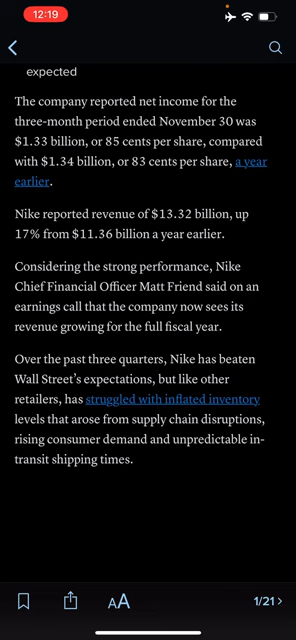 12:19
expected
The company reported net income for the
three-month period ended November 30 was
$1.33 billion, or 85 cents per share, compared
with $1.34 billion, or 83 cents per share, a year
earlier.
Nike reported revenue of $13.32 billion, up
17% from $11.36 billion a year earlier.
Considering the strong performance, Nike
Chief Financial Officer Matt Friend said on an
earnings call that the company now sees its
revenue growing for the full fiscal year.
Over the past three quarters, Nike has beaten
Wall Street’s expectations, but like other
retailers, has struggled with inflated inventory
levels that arose from supply chain disruptions,
rising consumer demand and unpredictable in-
transit shipping times.
AA 1/21